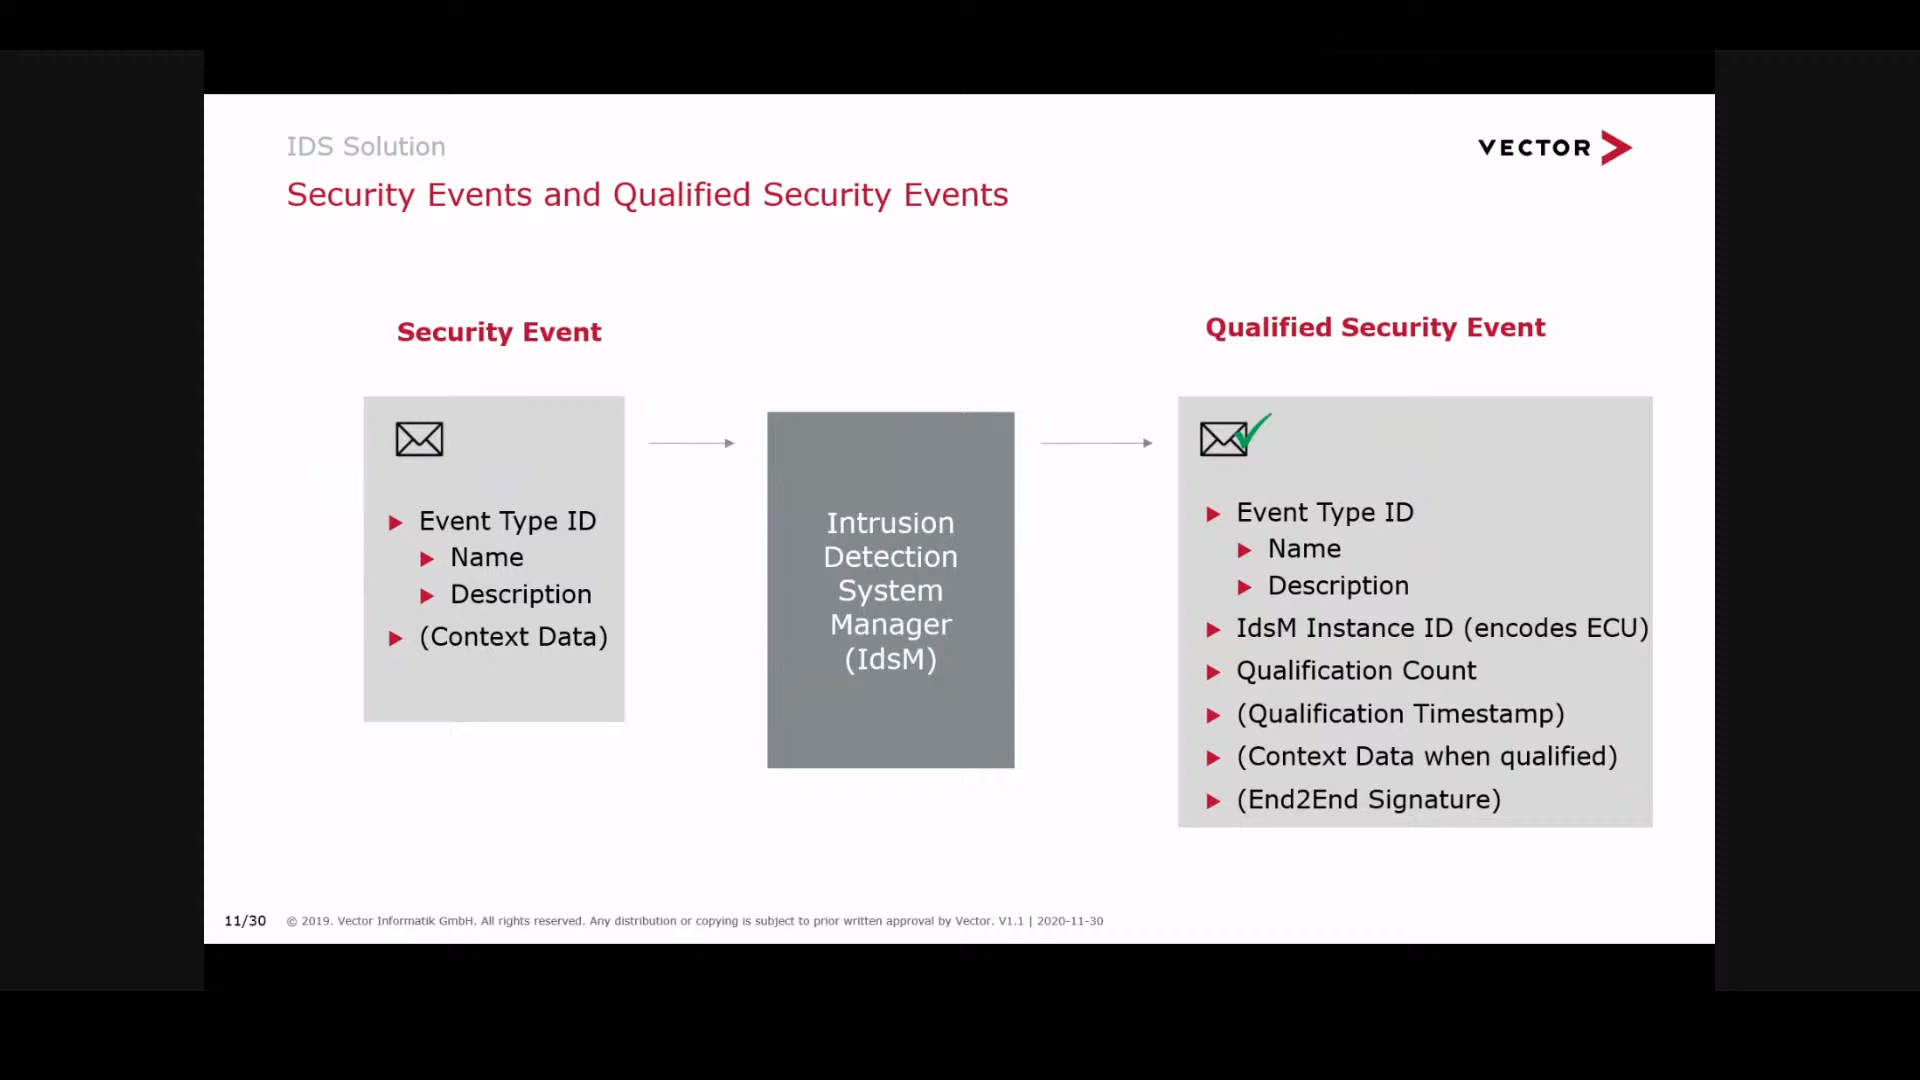 IDS Solution
VECTOR
Security Events and Qualified Security Events
Security Event
Event Type ID
Name
Description
(Context Data)
Intrusion
Detection
System
Manager
(IdsM)
Qualified Security Event
Event Type ID
Name
Description
IdsM Instance ID (encodes ECU)
Qualification Count
(Qualification Timestamp)
(Context Data when qualified)
(End2End Signature)
11/30 © 2019. Vector Informatik GmbH. All rights reserved. Any distribution or copying is subject to prior written approval by Vector. V1.1 | 2020-11-30